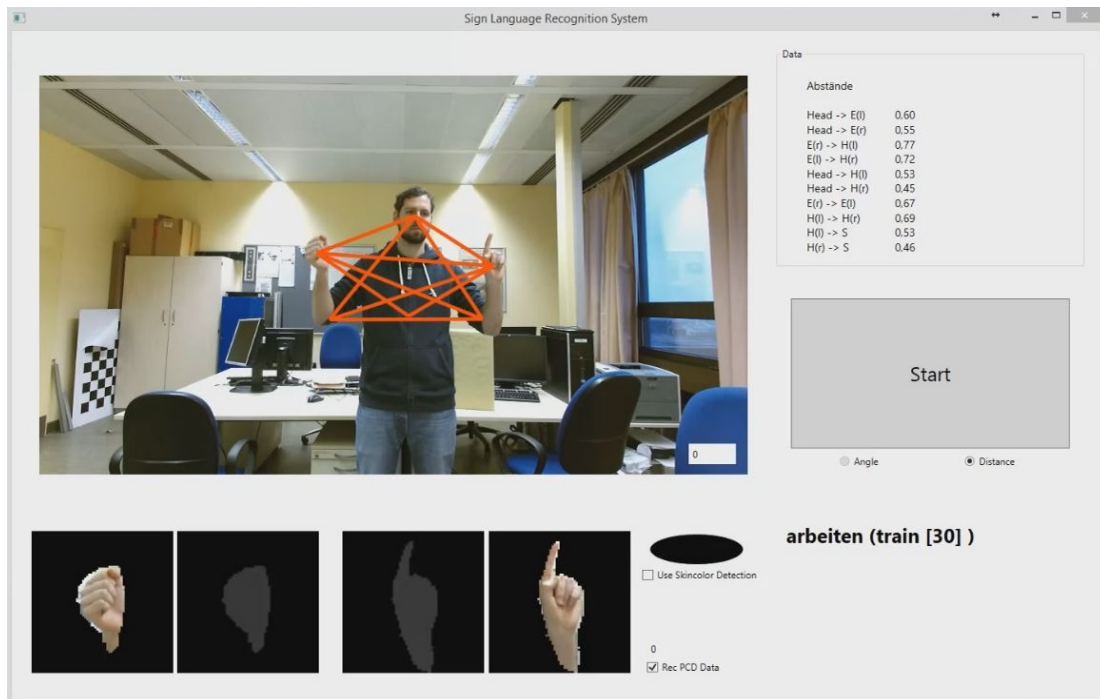 Sign Language Recognition System
Data
Abstände
Head -> E(l) 0.60
Head -> E(r) 0.55
E(r) -> H(l) 0.77
E(l) -> H(r) 0.72
Head -> H(l) 0.53
Head -> H(r) 0.45
E(r) -> E(l) 0.67
H(l) -> H(r) 0.69
H(l) -> S 0.53
H(r) -> S 0.46
0
Start
Angle Distance
arbeiten (train [30] )
Use Skincolor Detection
0
Rec PCD Data